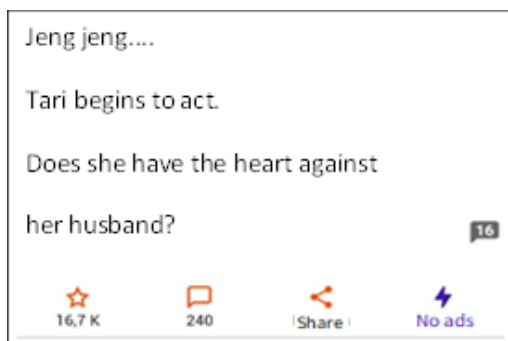 Jeng jeng....
Tari begins to act.
Does she have the heart against
her husband?
16
16,7 K
240
Share
No ads